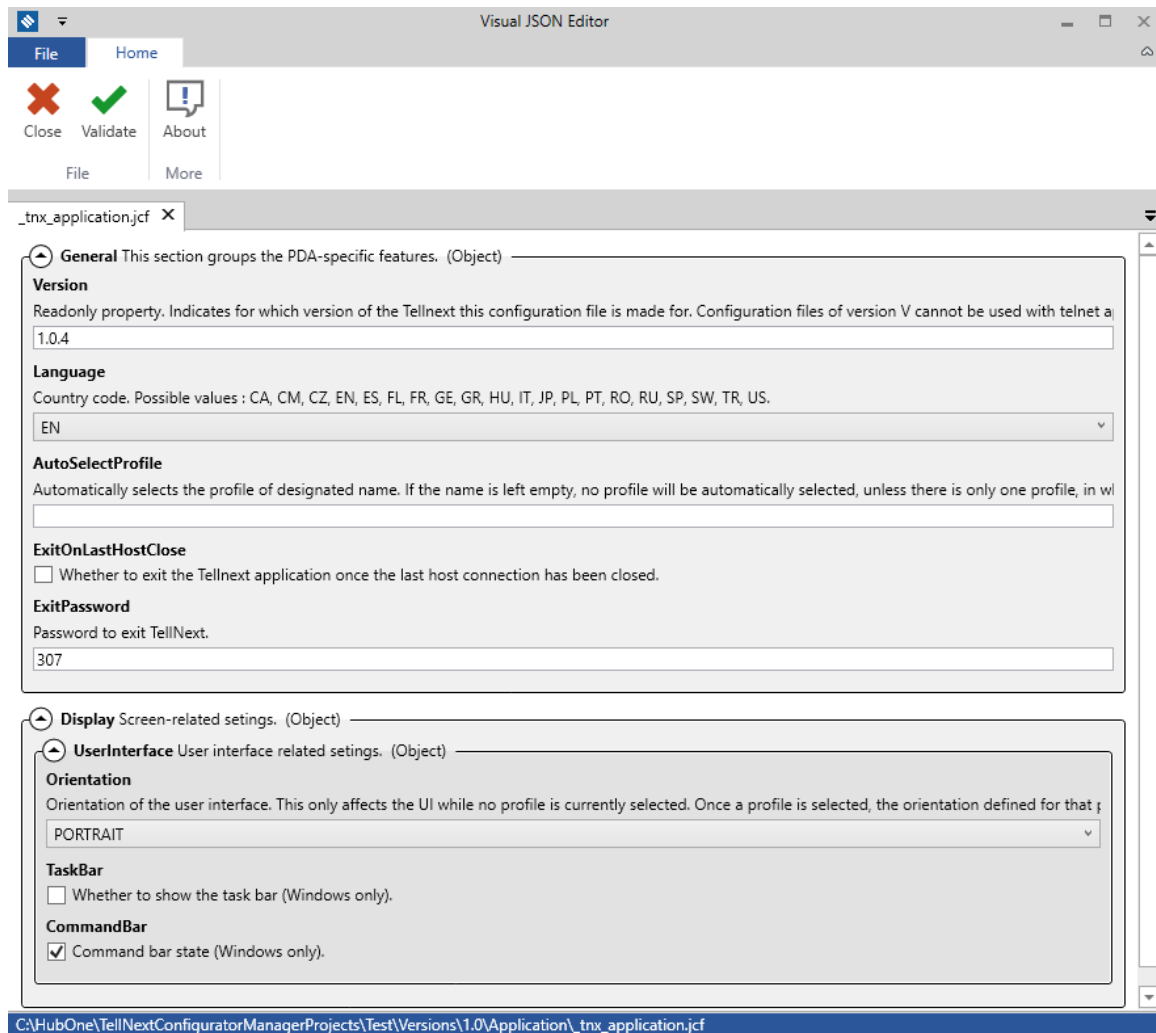 Visual JSON Editor
File Home
Close Validate About
File More
_tnx_application.jcf
General This section groups the PDA-specific features. (Object)
Version
Readonly property. Indicates for which version of the Tellnext this configuration file is made for. Configuration files of version V cannot be used with telnet
1.0.4
Language
Country code. Possible values : CA, CM, CZ, EN, ES, FL, FR, GE, GR, HU, IT, JP, PL, PT, RO, RU, SP, SW, TR, US.
EN
AutoSelectProfile
Automatically selects the profile of designated name. If the name is left empty, no profile will be automatically selected, unless there is only one profile, in
ExitOnLastHostClose
Whether to exit the Tellnext application once the last host connection has been closed.
ExitPassword
Password to exit TellNext.
307
Display Screen-related setings. (Object)
UserInterface User interface related setings. (Object)
Orientation
Orientation of the user interface. This only affects the UI while no profile is currently selected. Once a profile is selected, the orientation defined for that
PORTRAIT
TaskBar
Whether to show the task bar (Windows only).
CommandBar
Command bar state (Windows only).
C:\HubOne\TellNextConfiguratorManagerProjects\Test\Versions\1.0\Application\_tnx_application.jcf